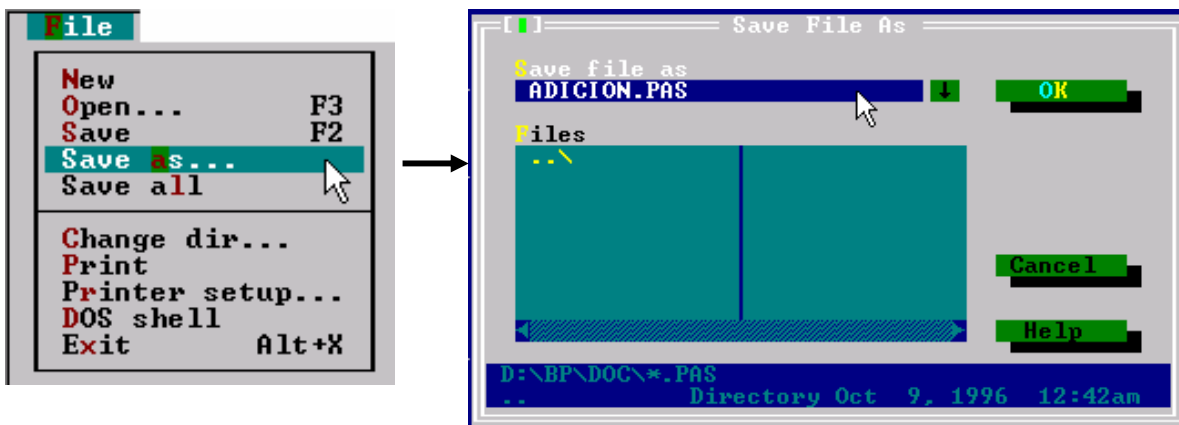 File
New
Open... F3
Save F2
Save as...
Save all
Change dir...
Print
Printer setup...
DOS shell
Exit Alt+X
[ ] Save File As
Save file as
ADICION.PAS ↓ OK
Files
..\
Cancel
Help
D:\BP\DOC\*.PAS
.. Directory Oct 9, 1996 12:42am